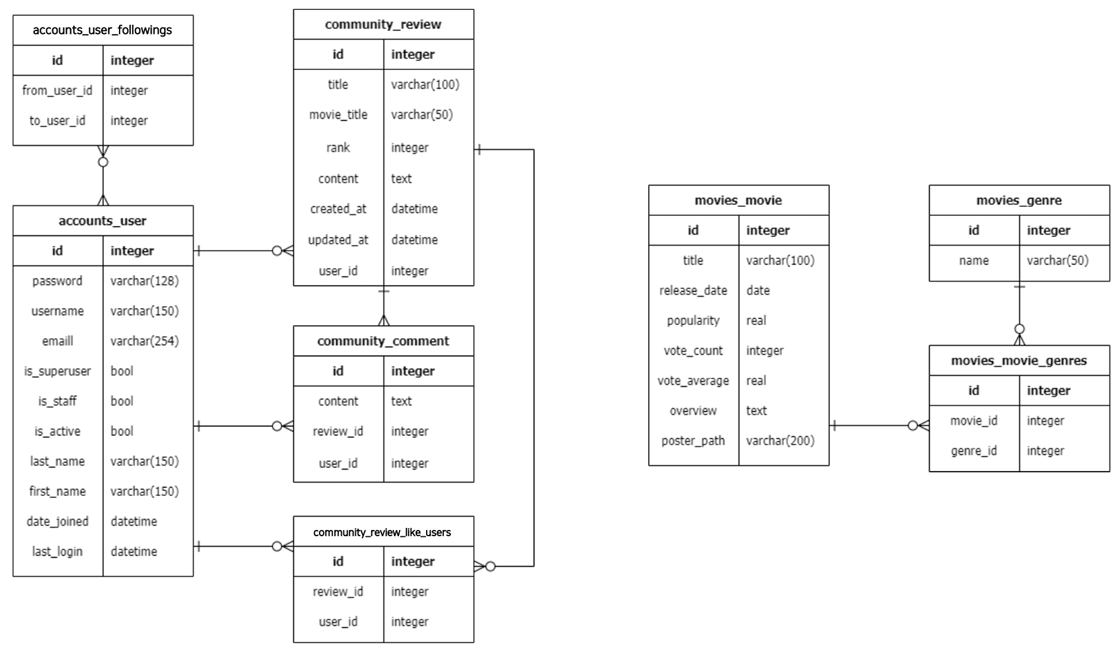 accounts_user_followings
id integer
from_user_id integer
to_user_id integer
accounts_user
id integer
password varchar(128)
username varchar(150)
emaill varchar(254)
is_superuser bool
is_staff bool
is_active bool
last_name varchar(150)
first_name varchar(150)
date_joined datetime
last_login datetime
community_review
id integer
title varchar(100)
movie_title varchar(50)
rank integer
content text
created_at datetime
updated_at datetime
user_id integer
community_comment
id integer
content text
review_id integer
user_id integer
community_review_like_users
id integer
review_id integer
user_id integer
movies_movie
id integer
title varchar(100)
release_date date
popularity real
vote_count integer
vote_average real
overview text
poster_path varchar(200)
movies_genre
id integer
name varchar(50)
movies_movie_genres
id integer
movie_id integer
genre_id integer